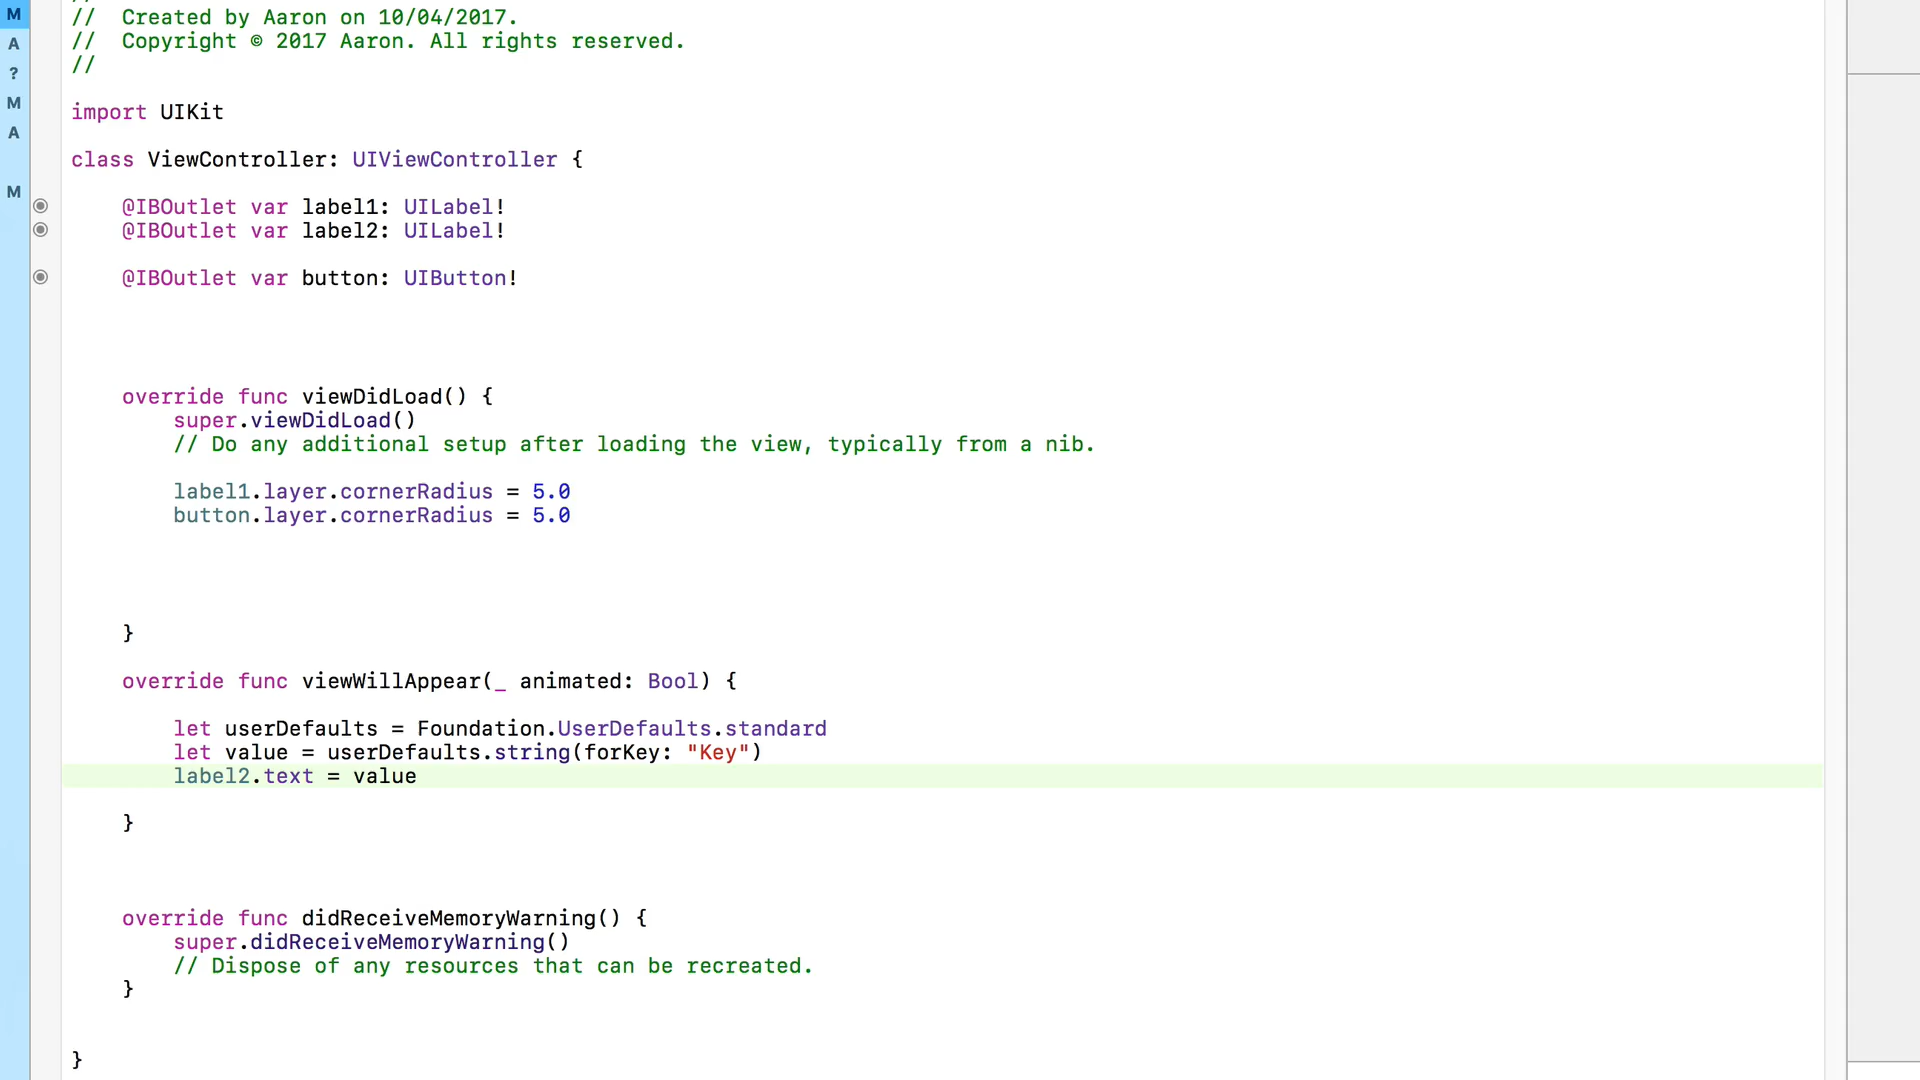 //
M
//  Created by Aaron on 10/04/2017.
A
//  Copyright © 2017 Aaron. All rights reserved.
?
//
M
import UIKit
A
class ViewController: UIViewController {
M
@IBOutlet var label1: UILabel!
@IBOutlet var label2: UILabel!
@IBOutlet var button: UIButton!
override func viewDidLoad() {
super.viewDidLoad()
// Do any additional setup after loading the view, typically from a nib.
label1.layer.cornerRadius = 5.0
button.layer.cornerRadius = 5.0
}
override func viewWillAppear(_ animated: Bool) {
let userDefaults = Foundation.UserDefaults.standard
let value = userDefaults.string(forKey: "Key")
label2.text = value
}
override func didReceiveMemoryWarning() {
super.didReceiveMemoryWarning()
// Dispose of any resources that can be recreated.
}
}